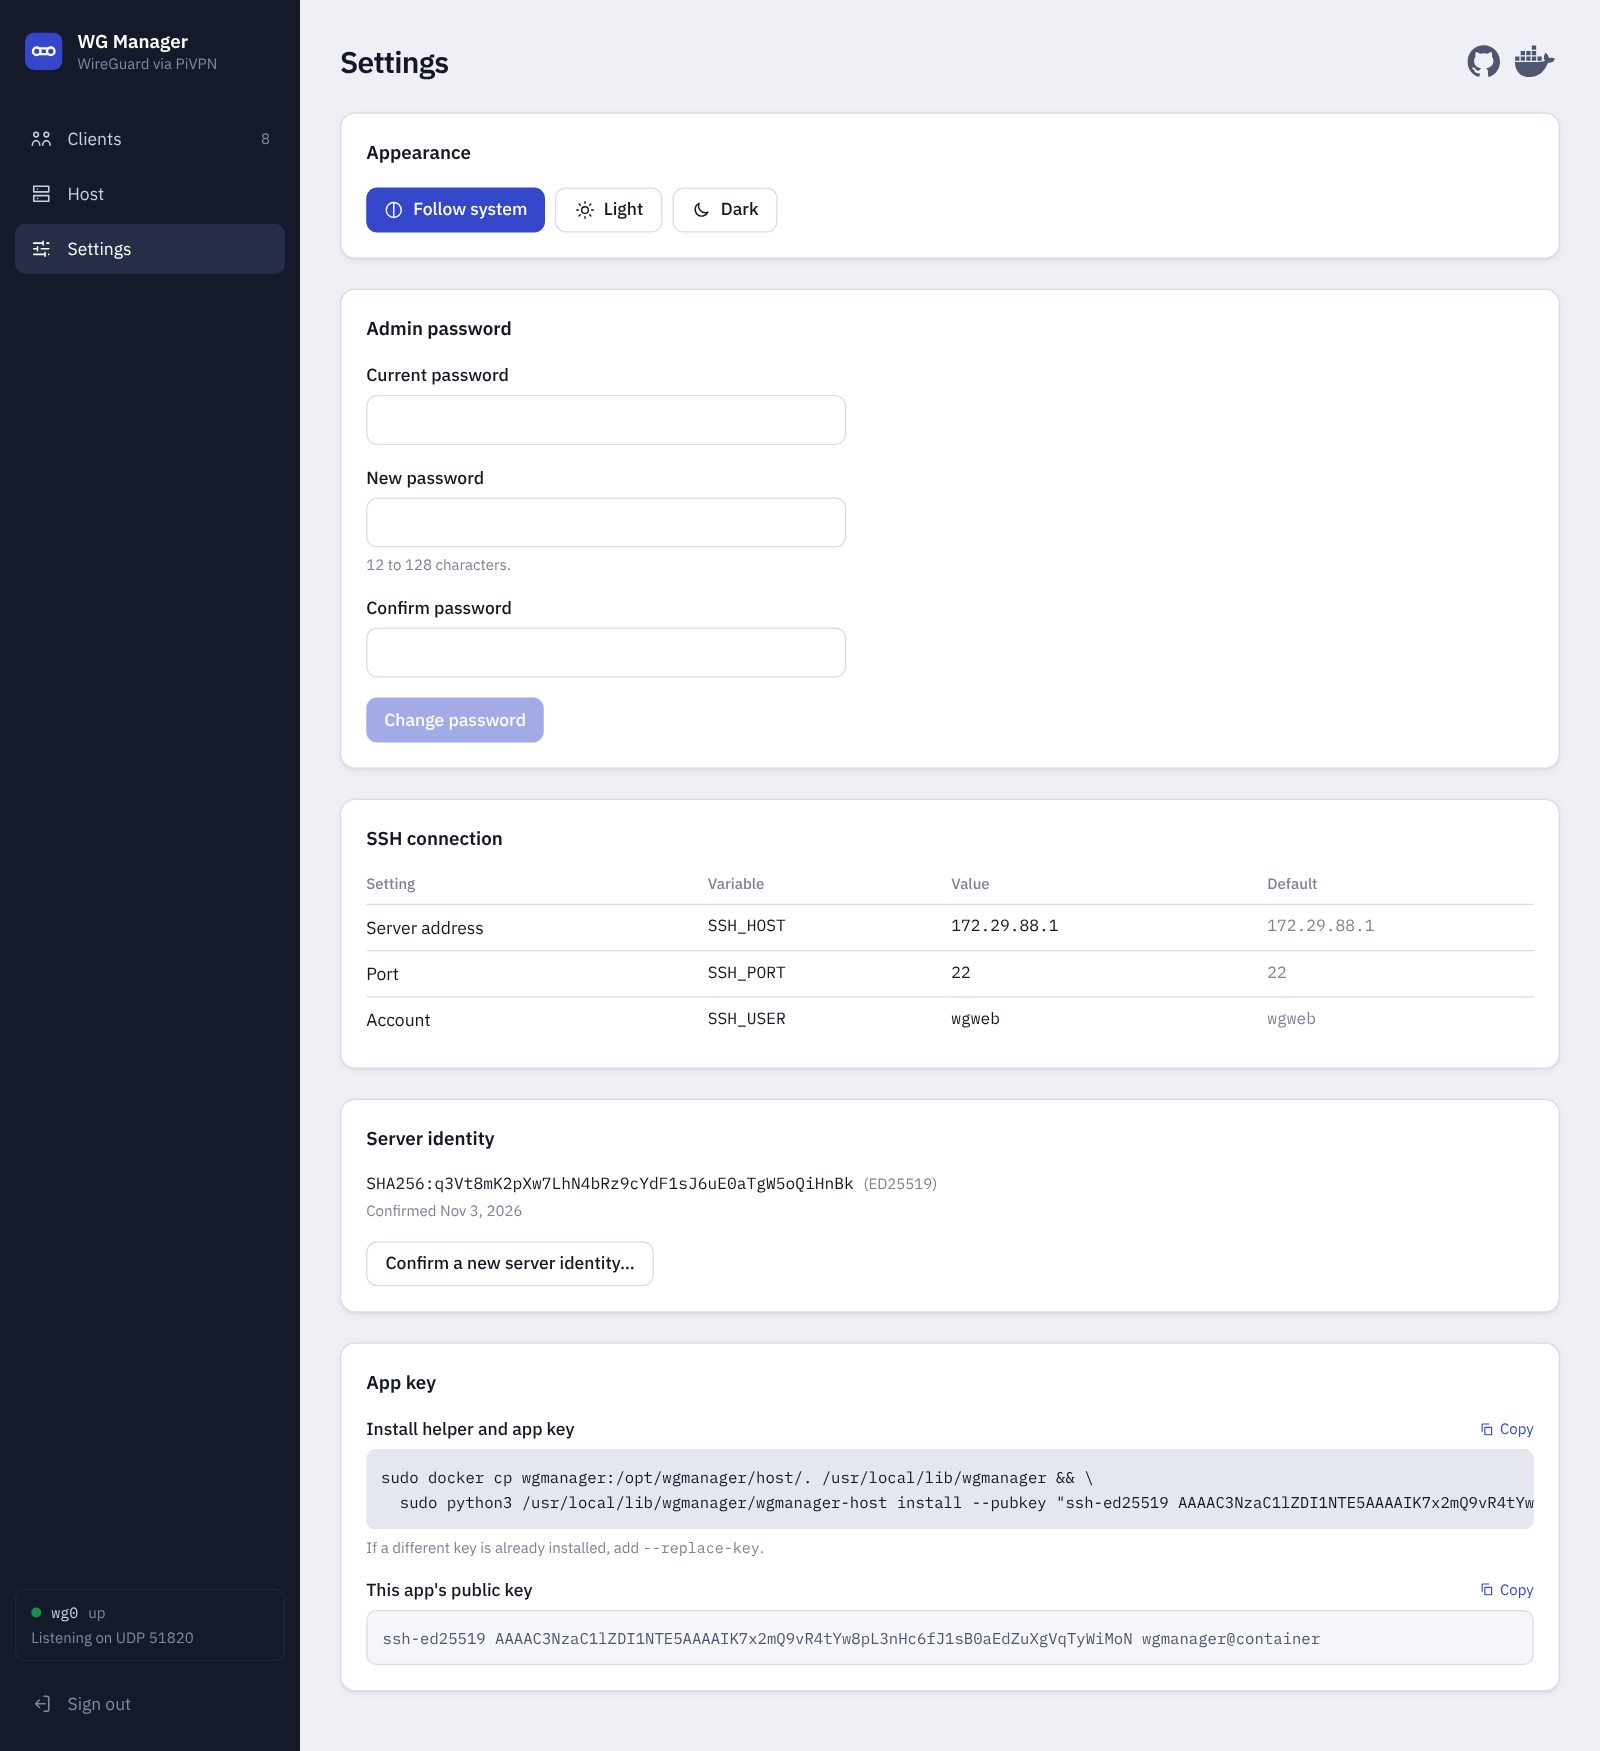 WG Manager
WireGuard via PiVPN
Clients 8
Host
Settings
wg0 up
Listening on UDP 51820
Sign out
Settings
Appearance
Follow system Light Dark
Admin password
Current password
New password
12 to 128 characters.
Confirm password
Change password
SSH connection
Setting Variable Value Default
Server address SSH_HOST 172.29.88.1 172.29.88.1
Port SSH_PORT 22 22
Account SSH_USER wgweb wgweb
Server identity
SHA256:q3Vt8mK2pXw7LhN4bRz9cYdF1sJ6uE0aTgW5oQiHnBk (ED25519)
Confirmed Nov 3, 2026
Confirm a new server identity...
App key
Install helper and app key Copy
sudo docker cp wgmanager:/opt/wgmanager/host/. /usr/local/lib/wgmanager && \
sudo python3 /usr/local/lib/wgmanager/wgmanager-host install --pubkey "ssh-ed25519 AAAAC3NzaC1lZDI1NTE5AAAAIK7x2mQ9vR4tYw
If a different key is already installed, add --replace-key.
This app's public key Copy
ssh-ed25519 AAAAC3NzaC1lZDI1NTE5AAAAIK7x2mQ9vR4tYw8pL3nHc6fJ1sB0aEdZuXgVqTyWiMoN wgmanager@container